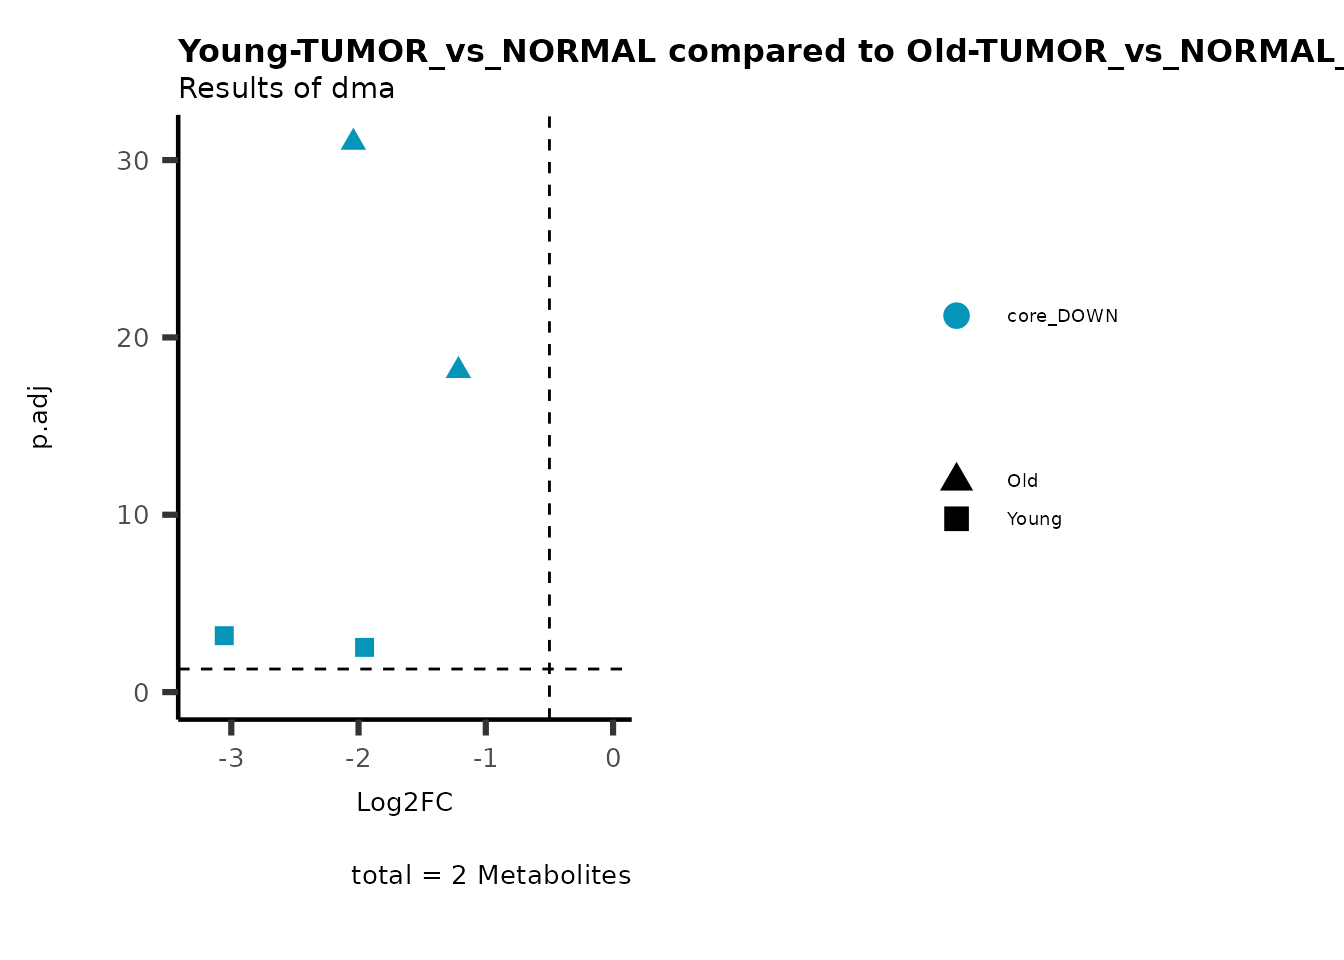 Young-TUMOR_vs_NORMAL compared to Old-TUMOR_vs_NORMAL_
Results of dma
p.adj
30
20
10
0
-3
-2
-1
0
Log2FC
total = 2 Metabolites
core_DOWN
Old
Young